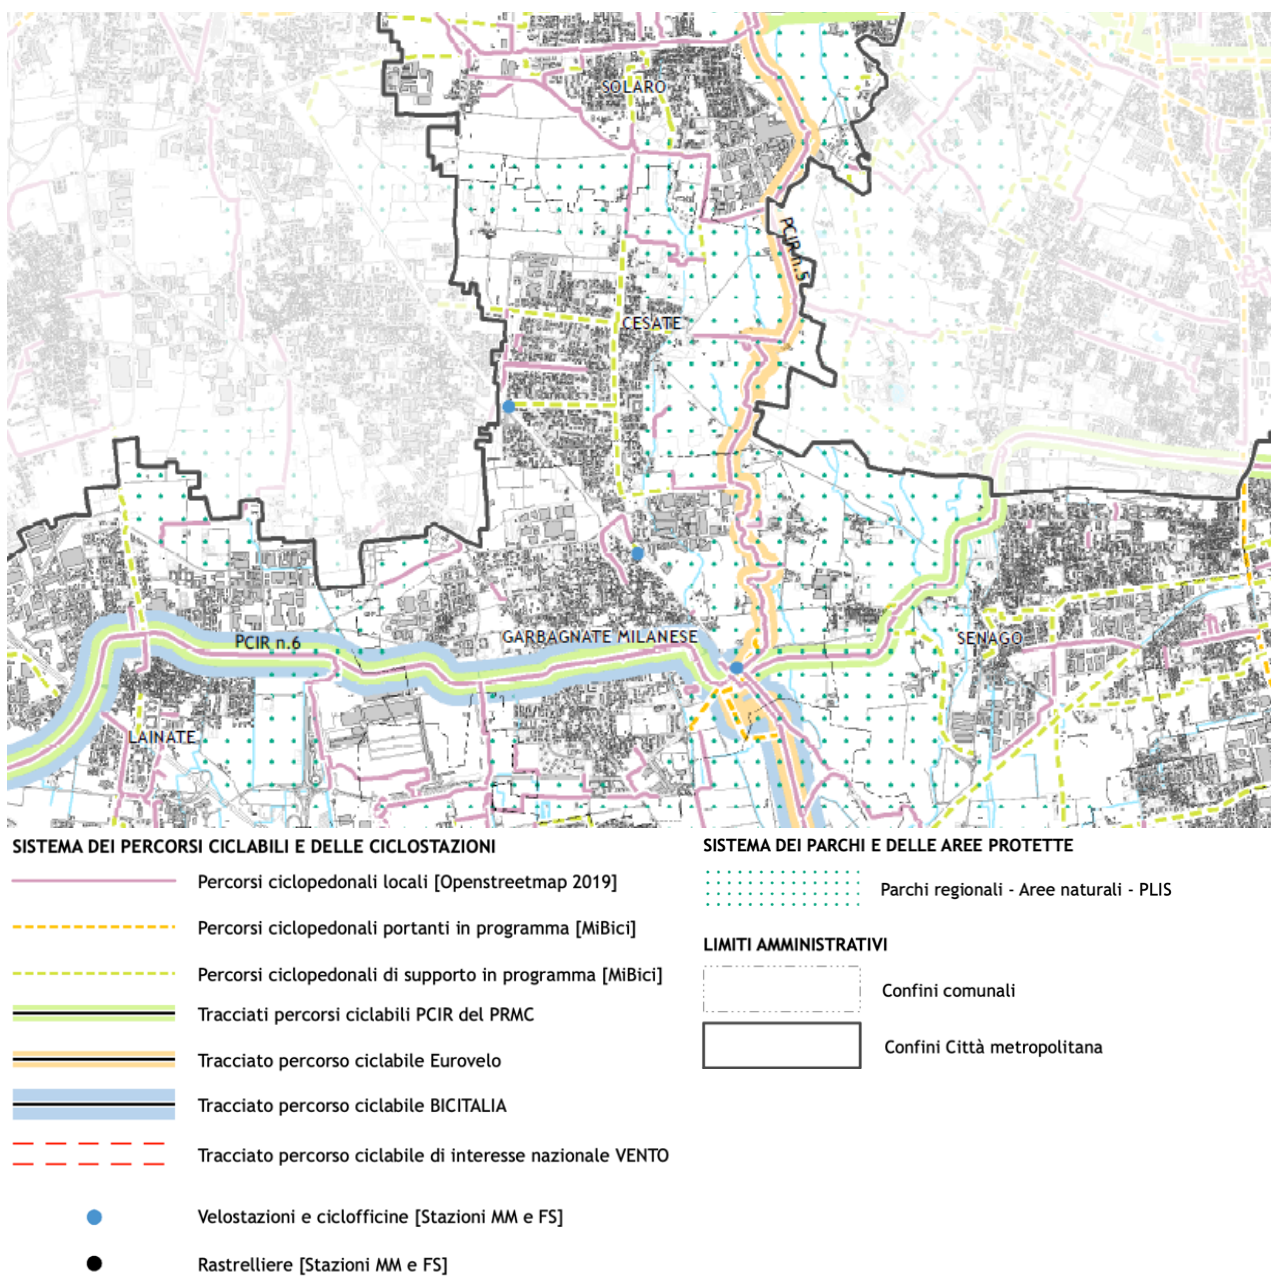 SOLARO
PCIR n.5
CESATE
PCIR n.6
GARBAGNATE MILANESE
SENAGO
LAINATE
SISTEMA DEI PERCORSI CICLABILI E DELLE CICLOSTAZIONI
Percorsi ciclopedonali locali [Openstreetmap 2019]
Percorsi ciclopedonali portanti in programma [MiBici]
Percorsi ciclopedonali di supporto in programma [MiBici]
Tracciati percorsi ciclabili PCIR del PRMC
Tracciato percorso ciclabile Eurovelo
Tracciato percorso ciclabile BICITALIA
Tracciato percorso ciclabile di interesse nazionale VENTO
Velostazioni e ciclofficine [Stazioni MM e FS]
Rastrelliere [Stazioni MM e FS]
SISTEMA DEI PARCHI E DELLE AREE PROTETTE
Parchi regionali - Aree naturali - PLIS
LIMITI AMMINISTRATIVI
Confini comunali
Confini Città metropolitana